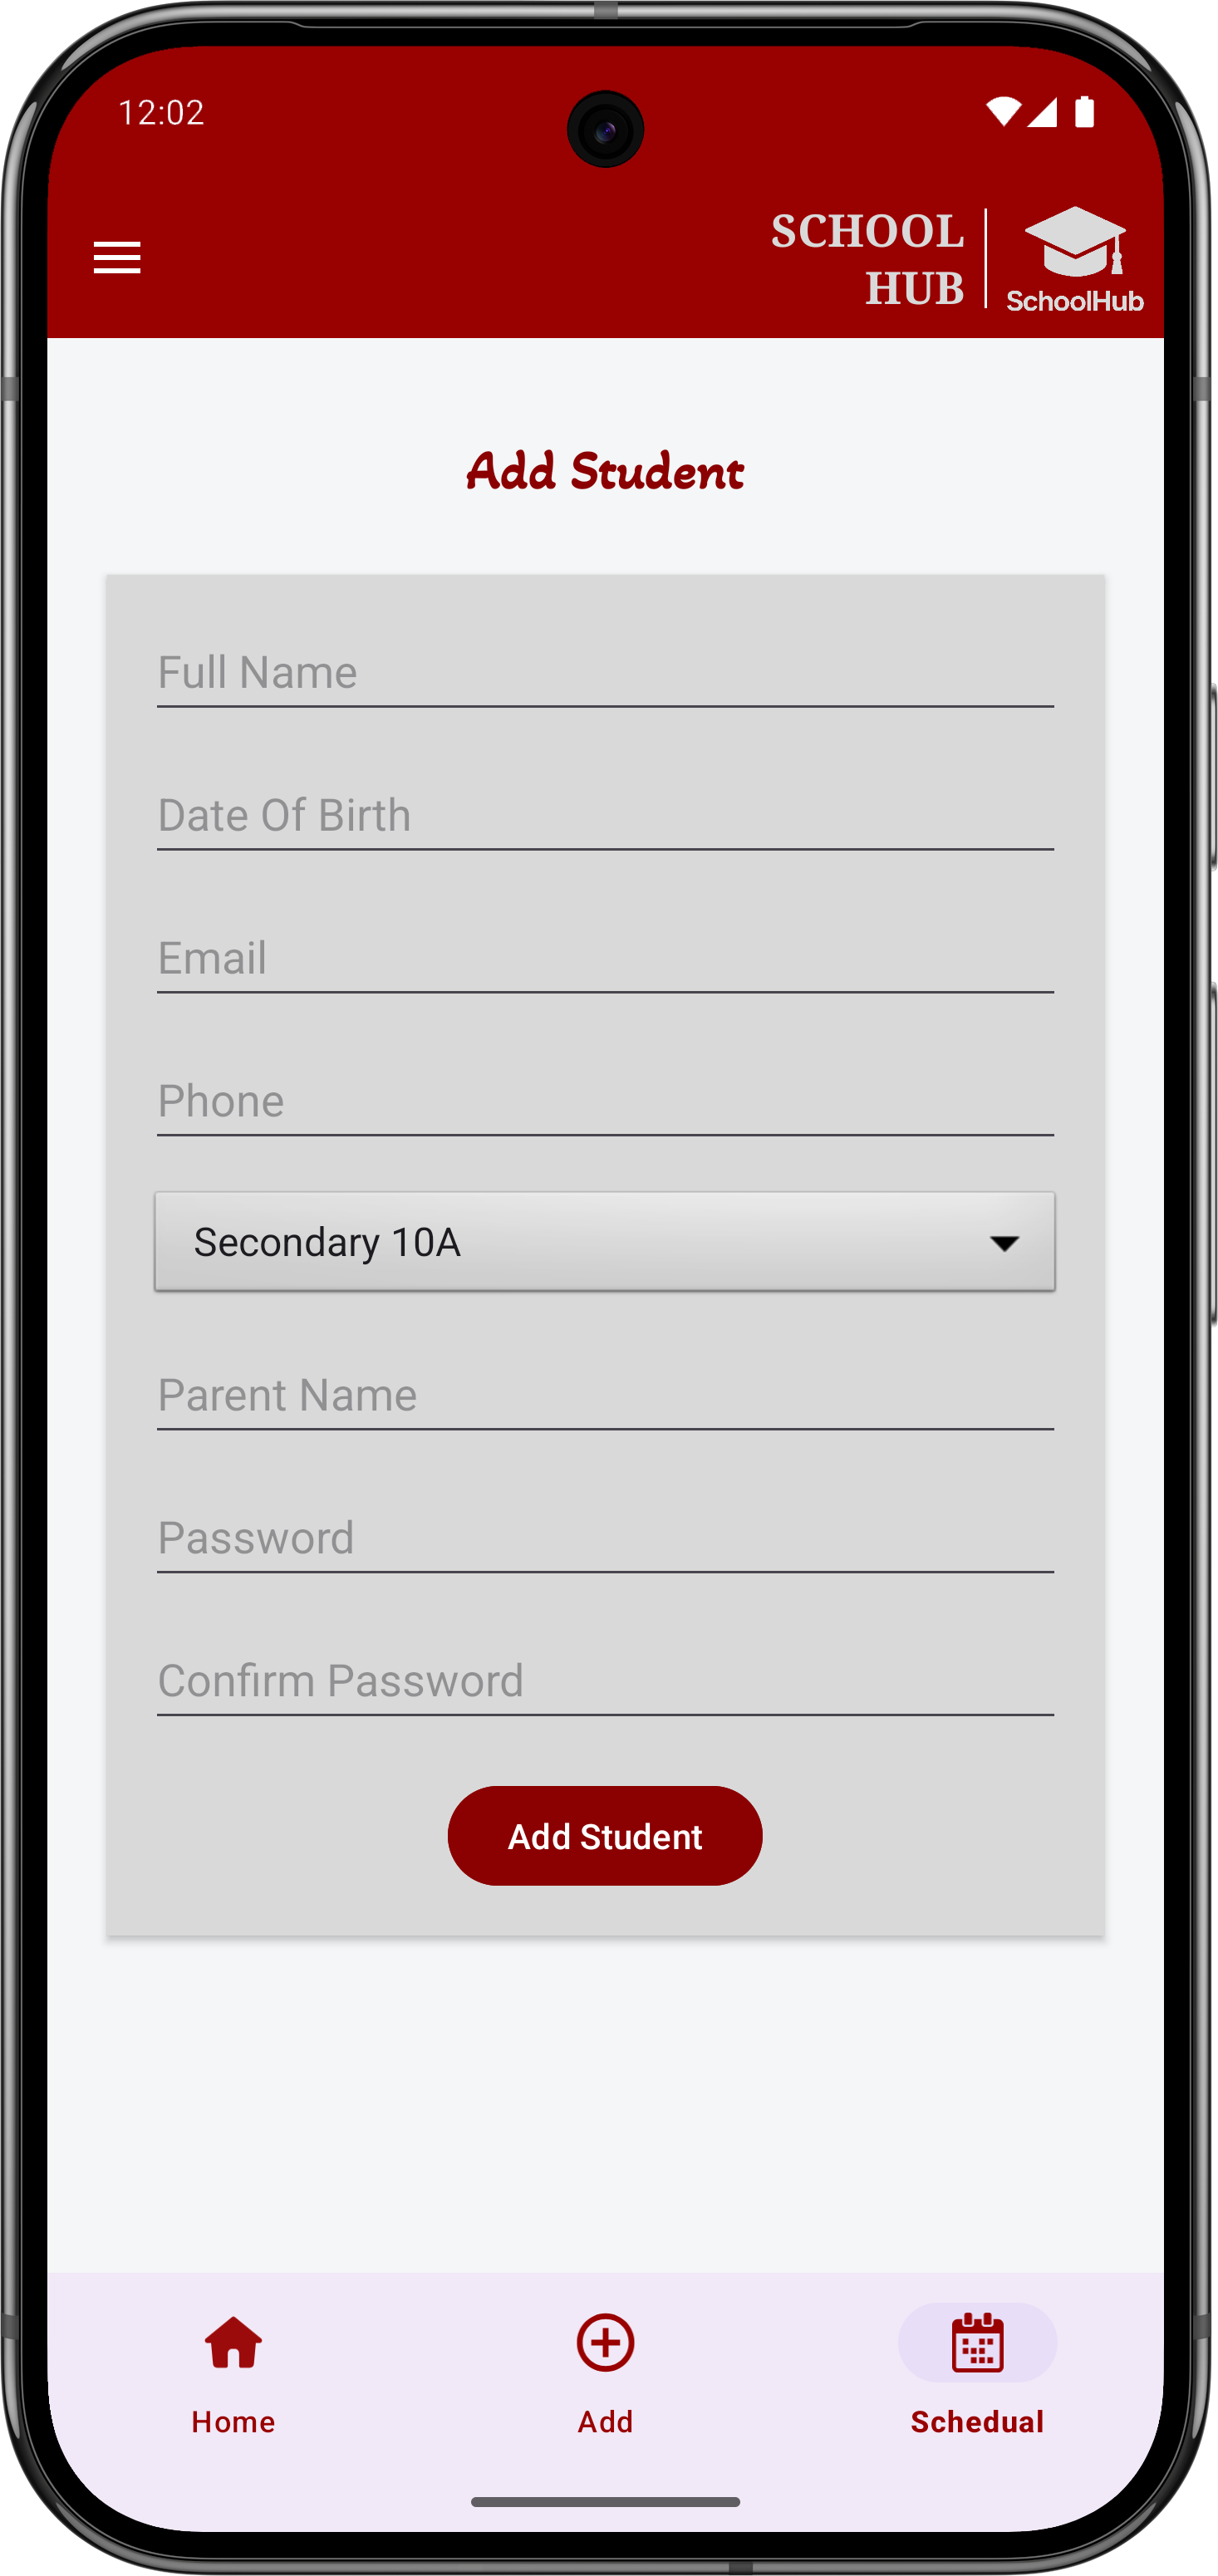 12:02
SCHOOL
HUB
SchoolHub
Add Student
Full Name
Date Of Birth
Email
Phone
Secondary 10A
Parent Name
Password
Confirm Password
Add Student
Home
Add
Schedual